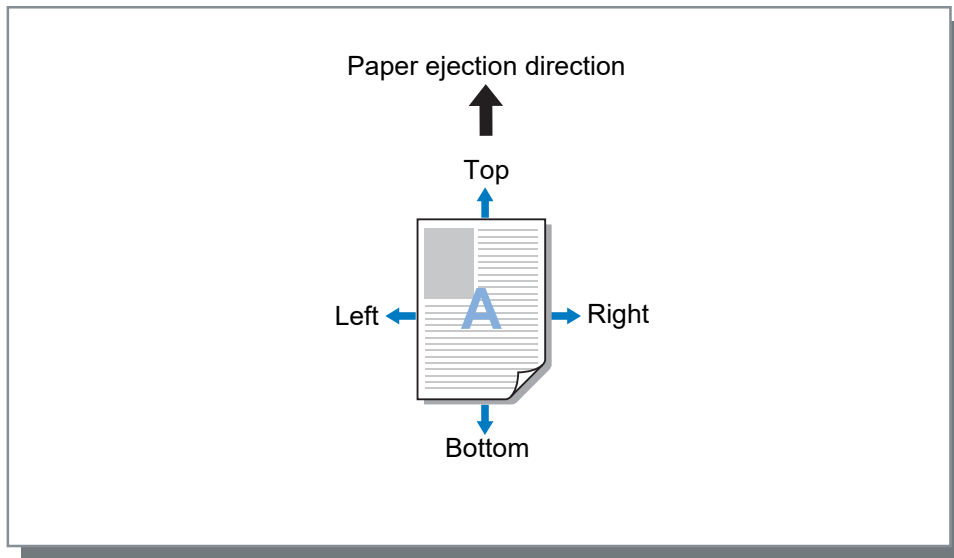 Paper ejection direction
Top
A
Left
Right
Bottom